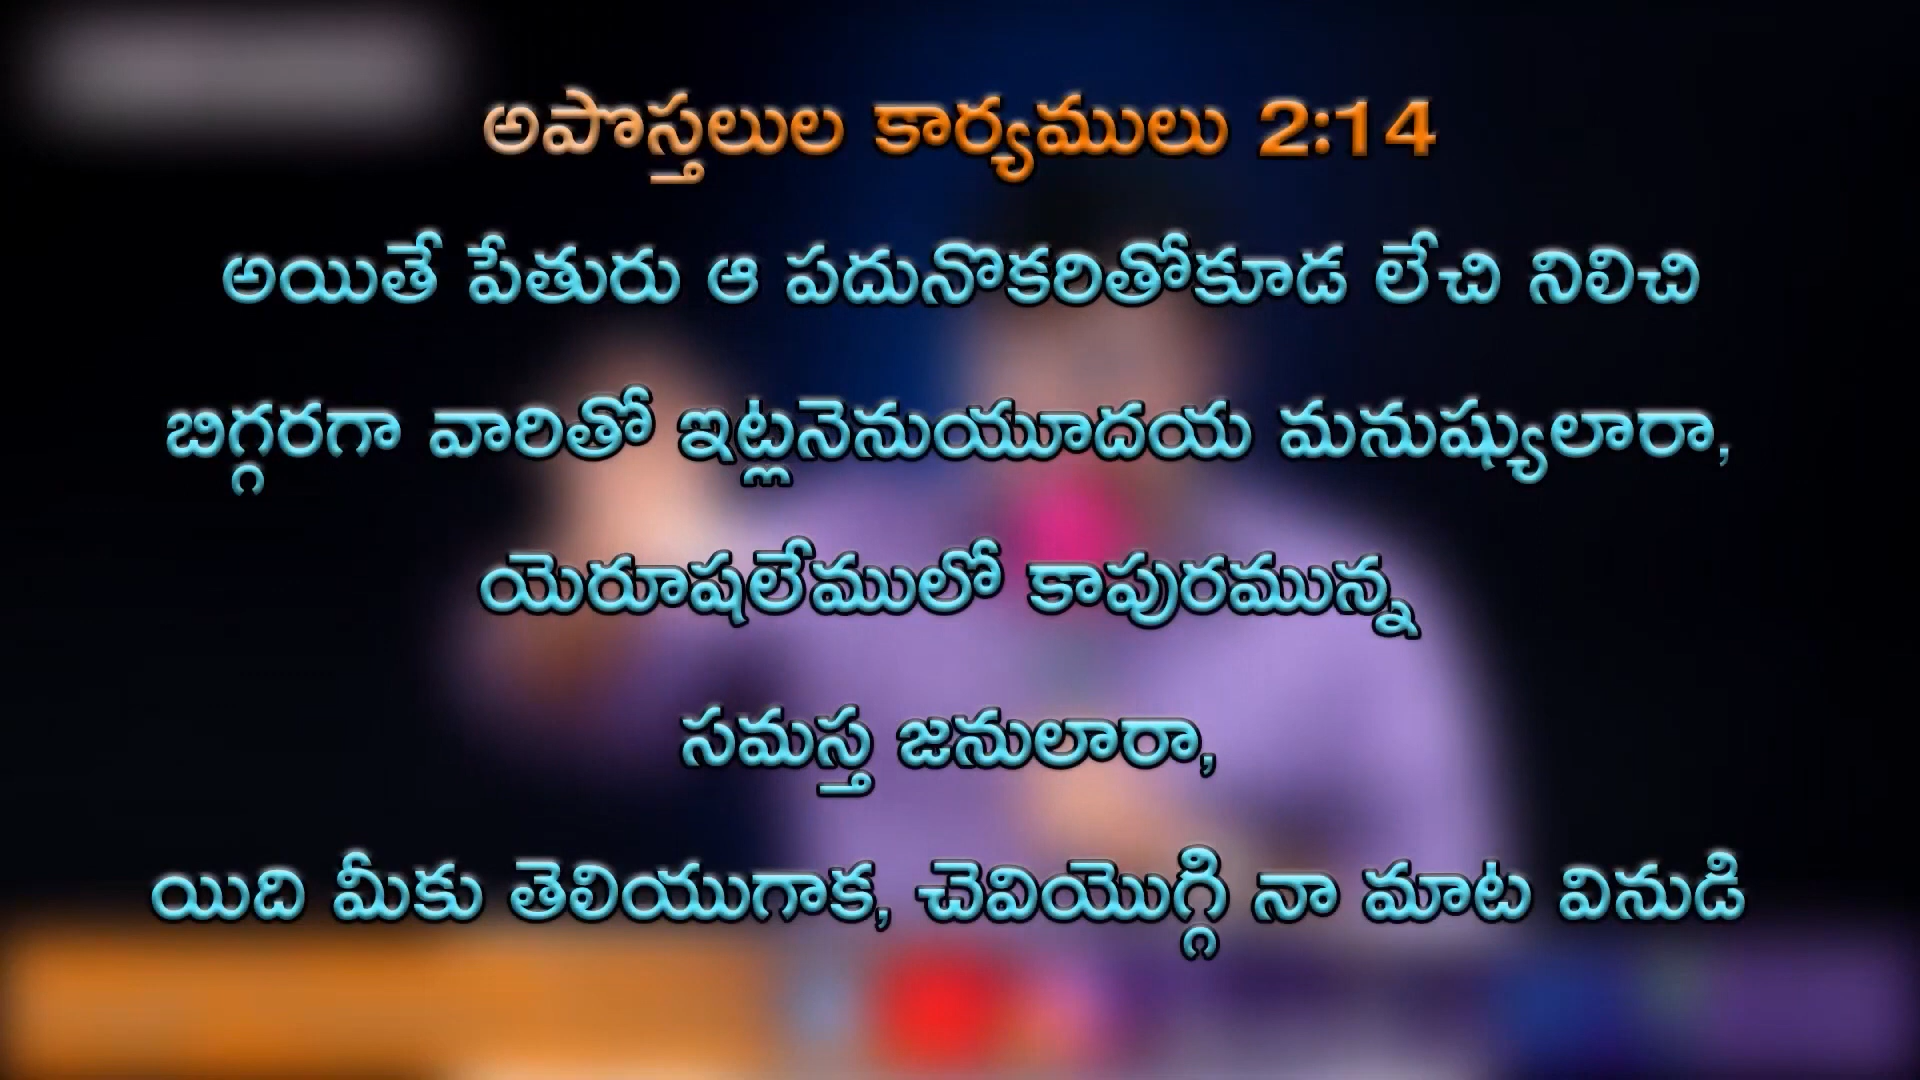 అపొస్తలుల కార్యములు 2:14
అయితే పేతురు ఆ పదునొకరితోకూడ లేచి నిలిచి
బిగ్గరగా వారితో ఇట్లనెనుయూదయ మనుష్యులారా,
యెరూషలేములో కాపురమున్న
సమస్త జనులారా,
యిది మీకు తెలియుగాక, చెవియొగ్గి నా మాట వినుడి